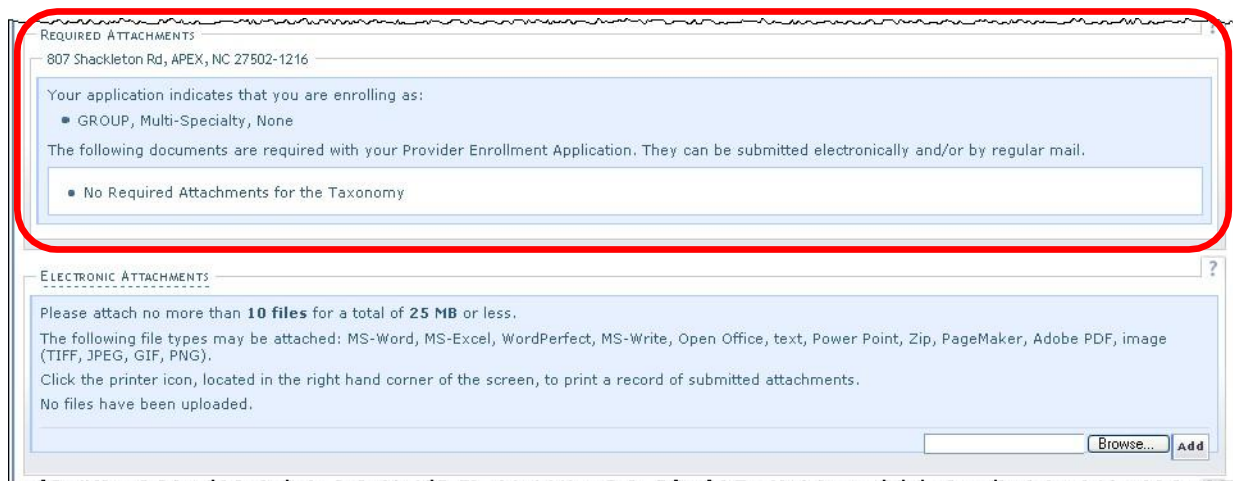 REQUIRED ATTACHMENTS
?
807 Shackleton Rd, APEX, NC 27502-1216
Your application indicates that you are enrolling as:
• GROUP, Multi-Specialty, None
The following documents are required with your Provider Enrollment Application. They can be submitted electronically and/or by regular mail.
• No Required Attachments for the Taxonomy
ELECTRONIC ATTACHMENTS
?
Please attach no more than 10 files for a total of 25 MB or less.
The following file types may be attached: MS-Word, MS-Excel, WordPerfect, MS-Write, Open Office, text, Power Point, Zip, PageMaker, Adobe PDF, image
(TIFF, JPEG, GIF, PNG).
Click the printer icon, located in the right hand corner of the screen, to print a record of submitted attachments.
No files have been uploaded.
Browse... Add